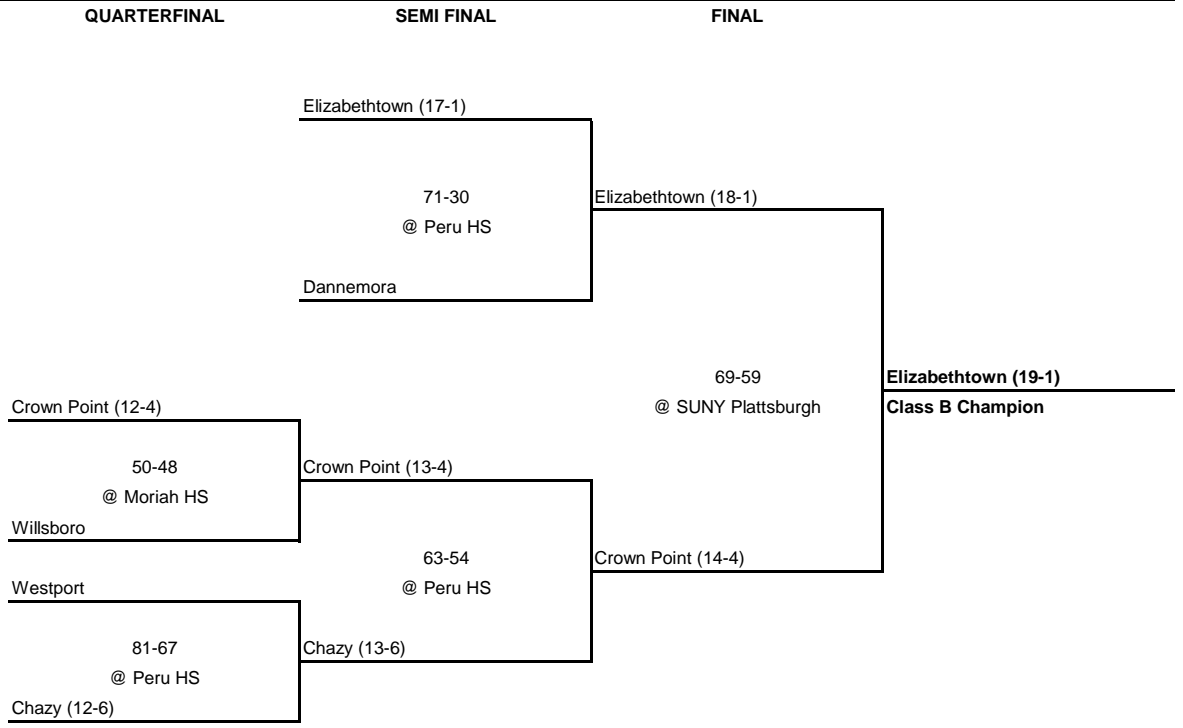 QUARTERFINAL SEMI FINAL FINAL
Elizabethtown (17-1)
71-30 Elizabethtown (18-1)
@ Peru HS
Dannemora
69-59 Elizabethtown (19-1)
Crown Point (12-4) @ SUNY Plattsburgh Class B Champion
50-48 Crown Point (13-4)
@ Moriah HS
Willsboro
63-54 Crown Point (14-4)
Westport @ Peru HS
81-67 Chazy (13-6)
@ Peru HS
Chazy (12-6)